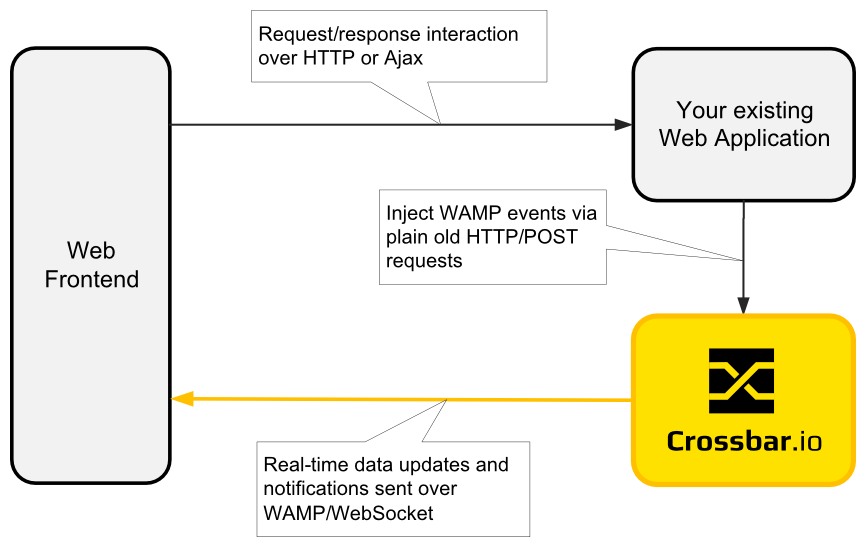 Request/response interaction
over HTTP or Ajax
Your existing
Web Application
Inject WAMP events via
plain old HTTP/POST
requests
Web
Frontend
Crossbar.io
Real-time data updates and
notifications sent over
WAMP/WebSocket